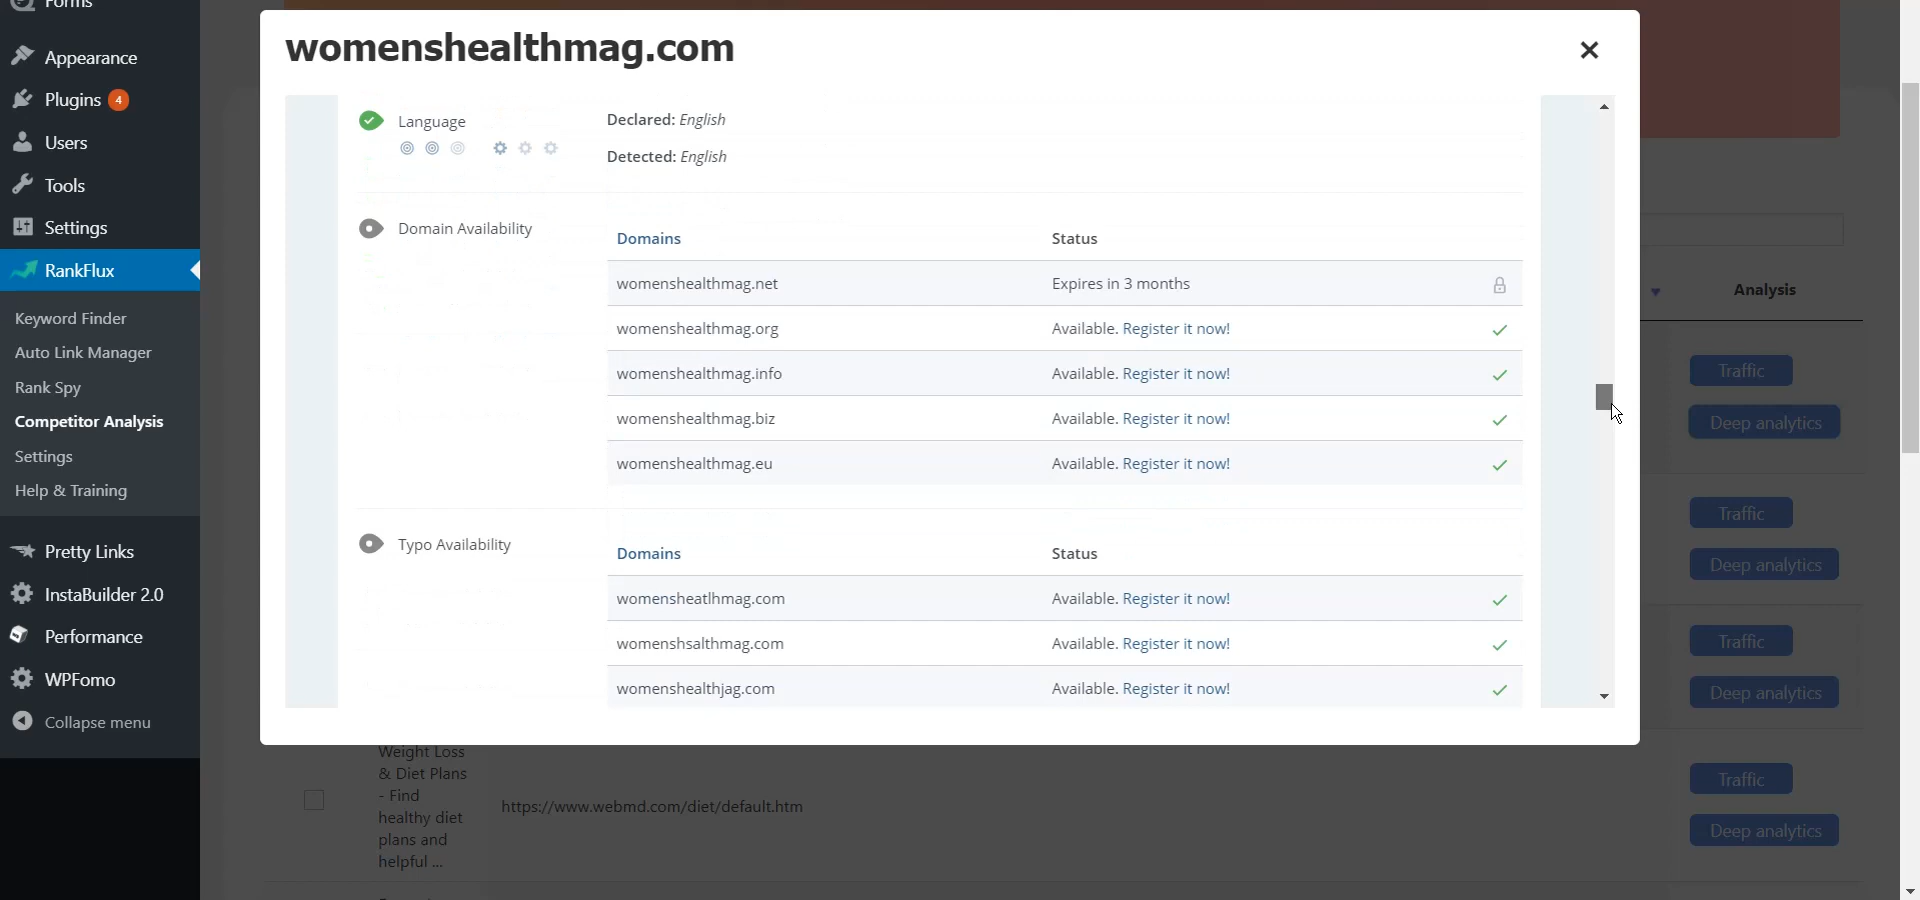 Forms
Appearance
Plugins 4
Users
Tools
Settings
RankFlux
Keyword Finder
Auto Link Manager
Rank Spy
Competitor Analysis
Settings
Help & Training
Pretty Links
InstaBuilder 2.0
Performance
WPFomo
Collapse menu
womenshealthmag.com
Language
Declared: English
Detected: English
Domain Availability
Domains Status
womenshealthmag.net Expires in 3 months
womenshealthmag.org Available. Register it now!
womenshealthmag.info Available. Register it now!
womenshealthmag.biz Available. Register it now!
womenshealthmag.eu Available. Register it now!
Typo Availability
Domains Status
womensheatlhmag.com Available. Register it now!
womenshsalthmag.com Available. Register it now!
womenshealthjag.com Available. Register it now!
Analysis
Traffic
Deep analytics
Traffic
Deep analytics
Traffic
Deep analytics
Weight Loss
& Diet Plans
- Find
healthy diet
plans and
helpful ...
https://www.webmd.com/diet/default.htm
Traffic
Deep analytics